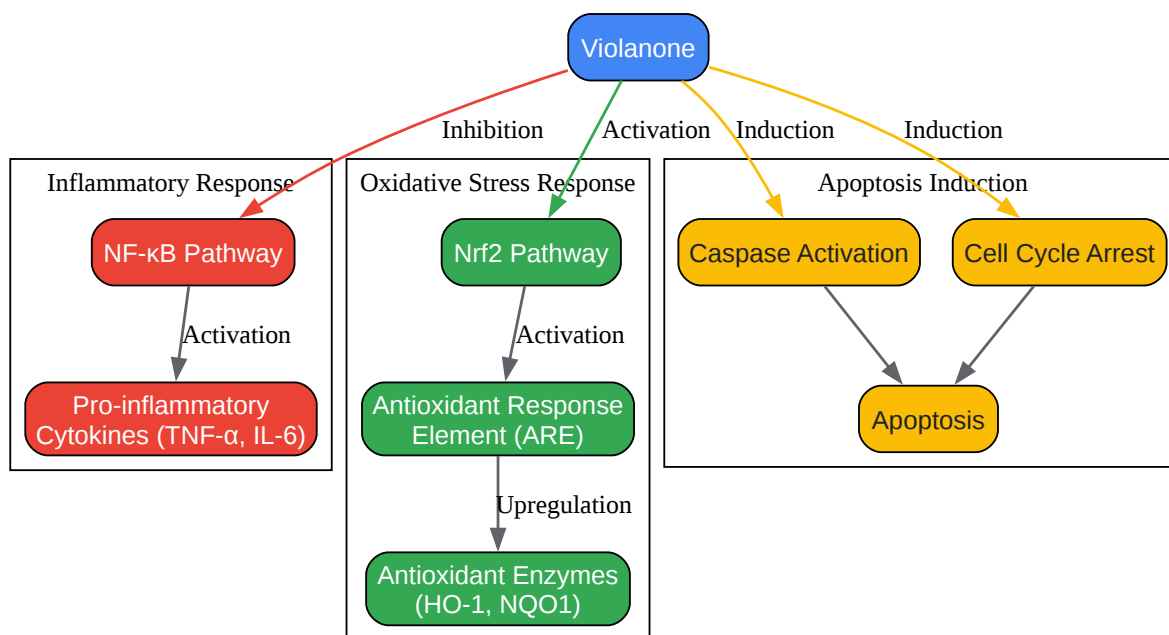 Violanone
Inhibition
Activation
Induction
Induction
Inflammatory Response
Oxidative Stress Response
Apoptosis Induction
NF-κB Pathway
Nrf2 Pathway
Caspase Activation
Cell Cycle Arrest
Activation
Activation
Pro-inflammatory
Cytokines (TNF-α, IL-6)
Antioxidant Response
Element (ARE)
Apoptosis
Upregulation
Antioxidant Enzymes
(HO-1, NQO1)